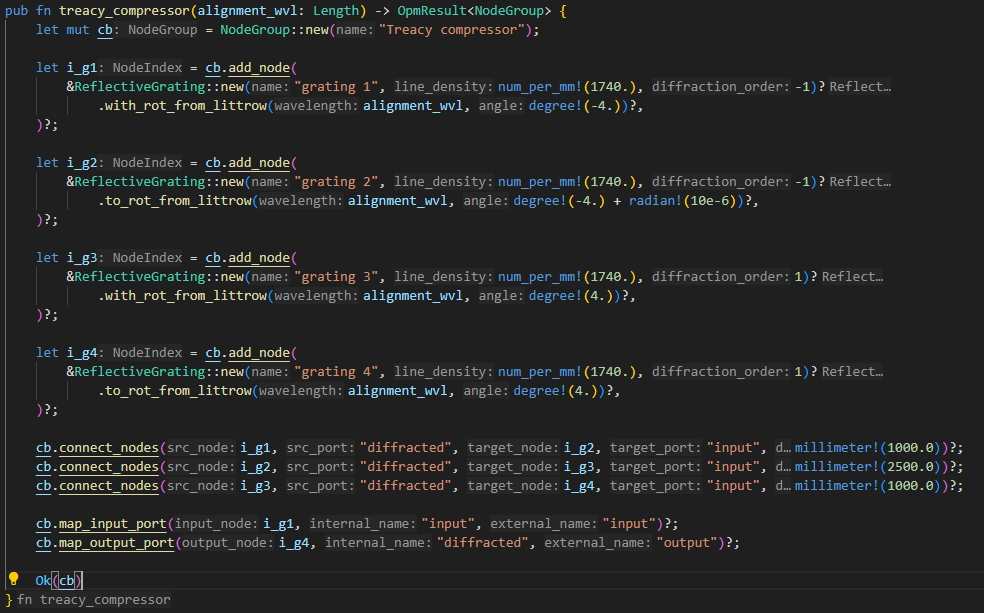 pub fn treacy_compressor(alignment_wvl: Length) -> OpmResult<NodeGroup> {
let mut cb: NodeGroup = NodeGroup::new(name: "Treacy compressor");
let i_g1: NodeIndex = cb.add_node(
&ReflectiveGrating::new(name: "grating 1", line_density: num_per_mm!(1740.), diffraction_order: -1)? Reflect…
.with_rot_from_littrow(wavelength: alignment_wvl, angle: degree!(-4.))?,
)?;
let i_g2: NodeIndex = cb.add_node(
&ReflectiveGrating::new(name: "grating 2", line_density: num_per_mm!(1740.), diffraction_order: -1)? Reflect…
.to_rot_from_littrow(wavelength: alignment_wvl, angle: degree!(-4.) + radian!(10e-6))?,
)?;
let i_g3: NodeIndex = cb.add_node(
&ReflectiveGrating::new(name: "grating 3", line_density: num_per_mm!(1740.), diffraction_order: 1)? Reflect…
.with_rot_from_littrow(wavelength: alignment_wvl, angle: degree!(4.))?,
)?;
let i_g4: NodeIndex = cb.add_node(
&ReflectiveGrating::new(name: "grating 4", line_density: num_per_mm!(1740.), diffraction_order: 1)? Reflect…
.to_rot_from_littrow(wavelength: alignment_wvl, angle: degree!(4.))?,
)?;
cb.connect_nodes(src_node: i_g1, src_port: "diffracted", target_node: i_g2, target_port: "input", d… millimeter!(1000.0))?;
cb.connect_nodes(src_node: i_g2, src_port: "diffracted", target_node: i_g3, target_port: "input", d… millimeter!(2500.0))?;
cb.connect_nodes(src_node: i_g3, src_port: "diffracted", target_node: i_g4, target_port: "input", d… millimeter!(1000.0))?;
cb.map_input_port(input_node: i_g1, internal_name: "input", external_name: "input")?;
cb.map_output_port(output_node: i_g4, internal_name: "diffracted", external_name: "output")?;
Ok(cb)
} fn treacy_compressor